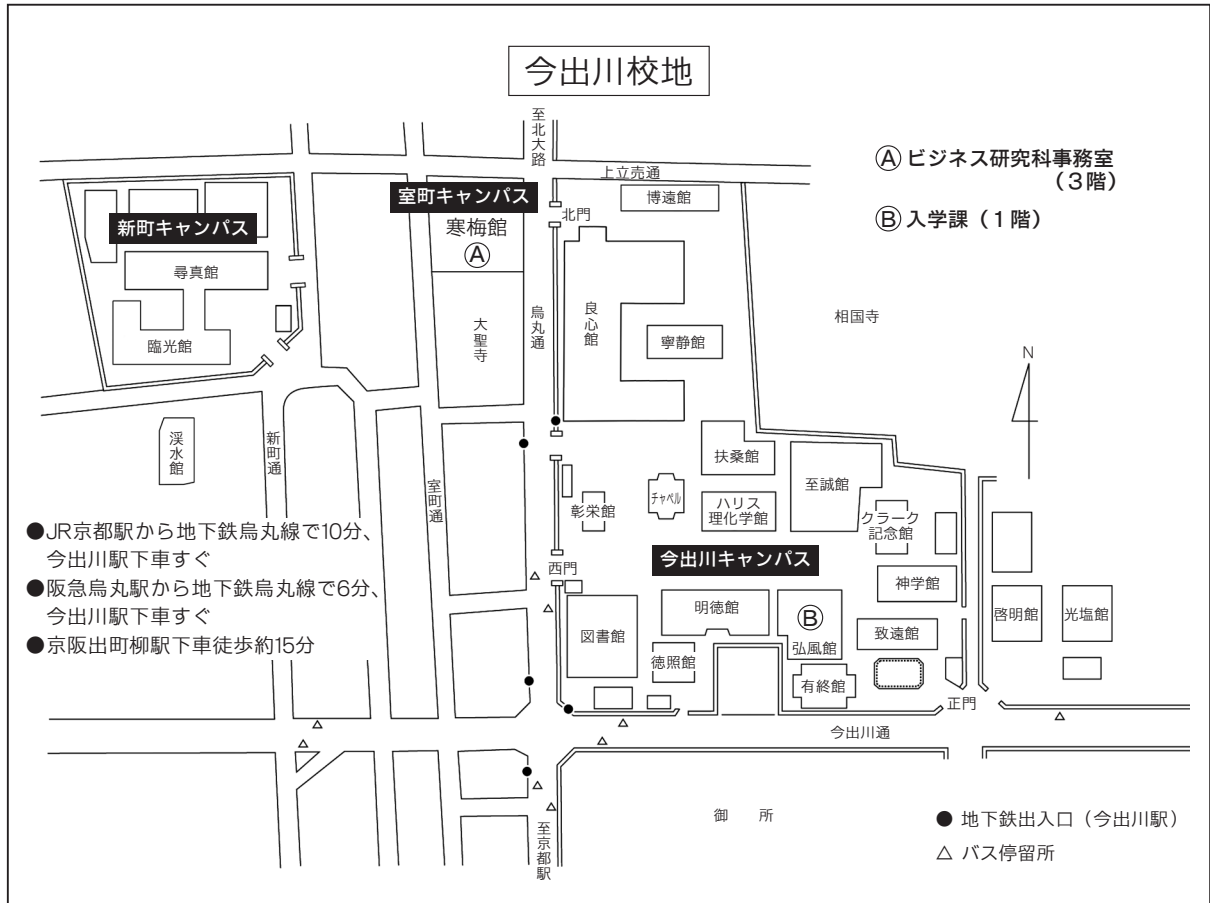 今出川校地
至北大路
上立売通
Ⓐ ビジネス研究科事務室
（３階）
Ⓑ 入学課（１階）
室町キャンパス
新町キャンパス
北門
博遠館
寒梅館
Ⓐ
尋真館
臨光館
大聖寺
烏丸通
良心館
寧静館
相国寺
N
渓水館
新町通
室町通
扶桑館
至誠館
チャペル
ハリス
理化学館
彰栄館
クラーク
記念館
今出川キャンパス
●JR京都駅から地下鉄烏丸線で10分、
今出川駅下車すぐ
●阪急烏丸駅から地下鉄烏丸線で6分、
今出川駅下車すぐ
●京阪出町柳駅下車徒歩約15分
西門
神学館
図書館
明徳館
Ⓑ
弘風館
致遠館
啓明館
光塩館
徳照館
有終館
正門
今出川通
御　所
至京都駅
● 地下鉄出入口（今出川駅）
△ バス停留所